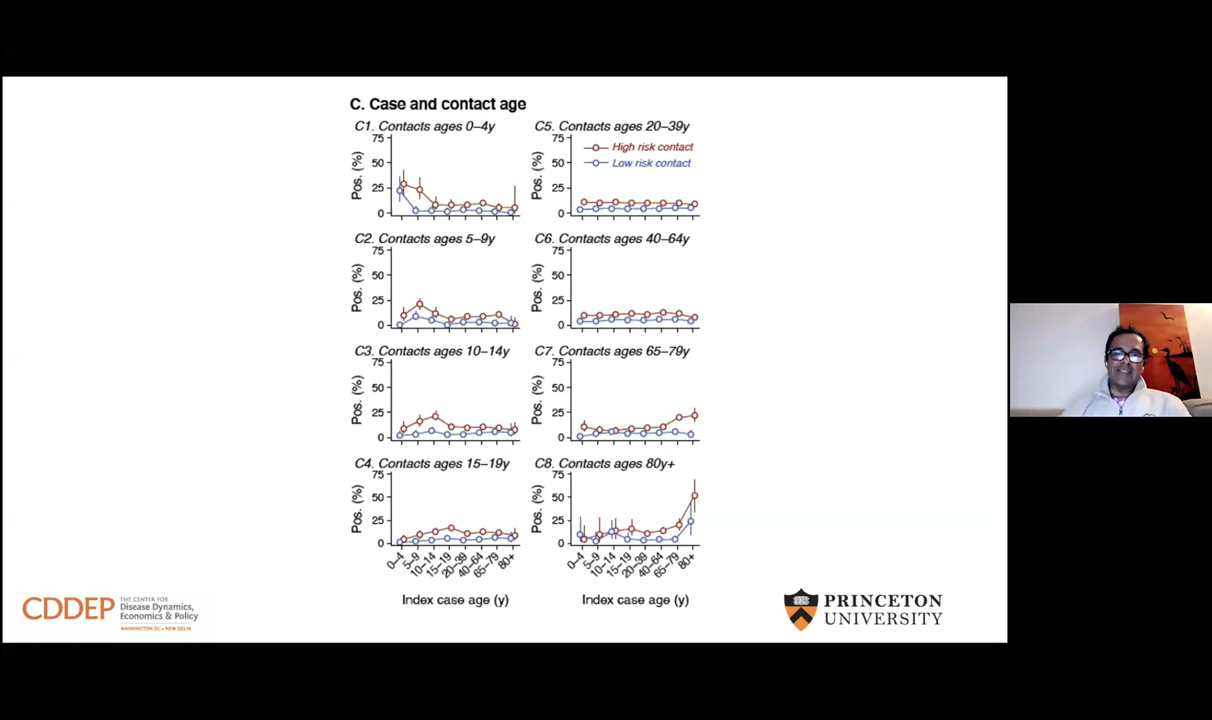 C. Case and contact age
C1. Contacts ages 0–4y
75
50
25
0
Pos. (%)
C2. Contacts ages 5–9y
75
50
25
0
Pos. (%)
C3. Contacts ages 10–14y
75
50
25
0
Pos. (%)
C4. Contacts ages 15–19y
75
50
25
0
Pos. (%)
0–4
5–9
10–14
15–19
20–39
40–64
65–79
80+
Index case age (y)
C5. Contacts ages 20–39y
High risk contact
Low risk contact
75
50
25
0
Pos. (%)
C6. Contacts ages 40–64y
75
50
25
0
Pos. (%)
C7. Contacts ages 65–79y
75
50
25
0
Pos. (%)
C8. Contacts ages 80y+
75
50
25
0
Pos. (%)
0–4
5–9
10–14
15–19
20–39
40–64
65–79
80+
Index case age (y)
CDDEP
THE CENTER FOR
Disease Dynamics,
Economics & Policy
WASHINGTON DC • NEW DELHI
PRINCETON
UNIVERSITY